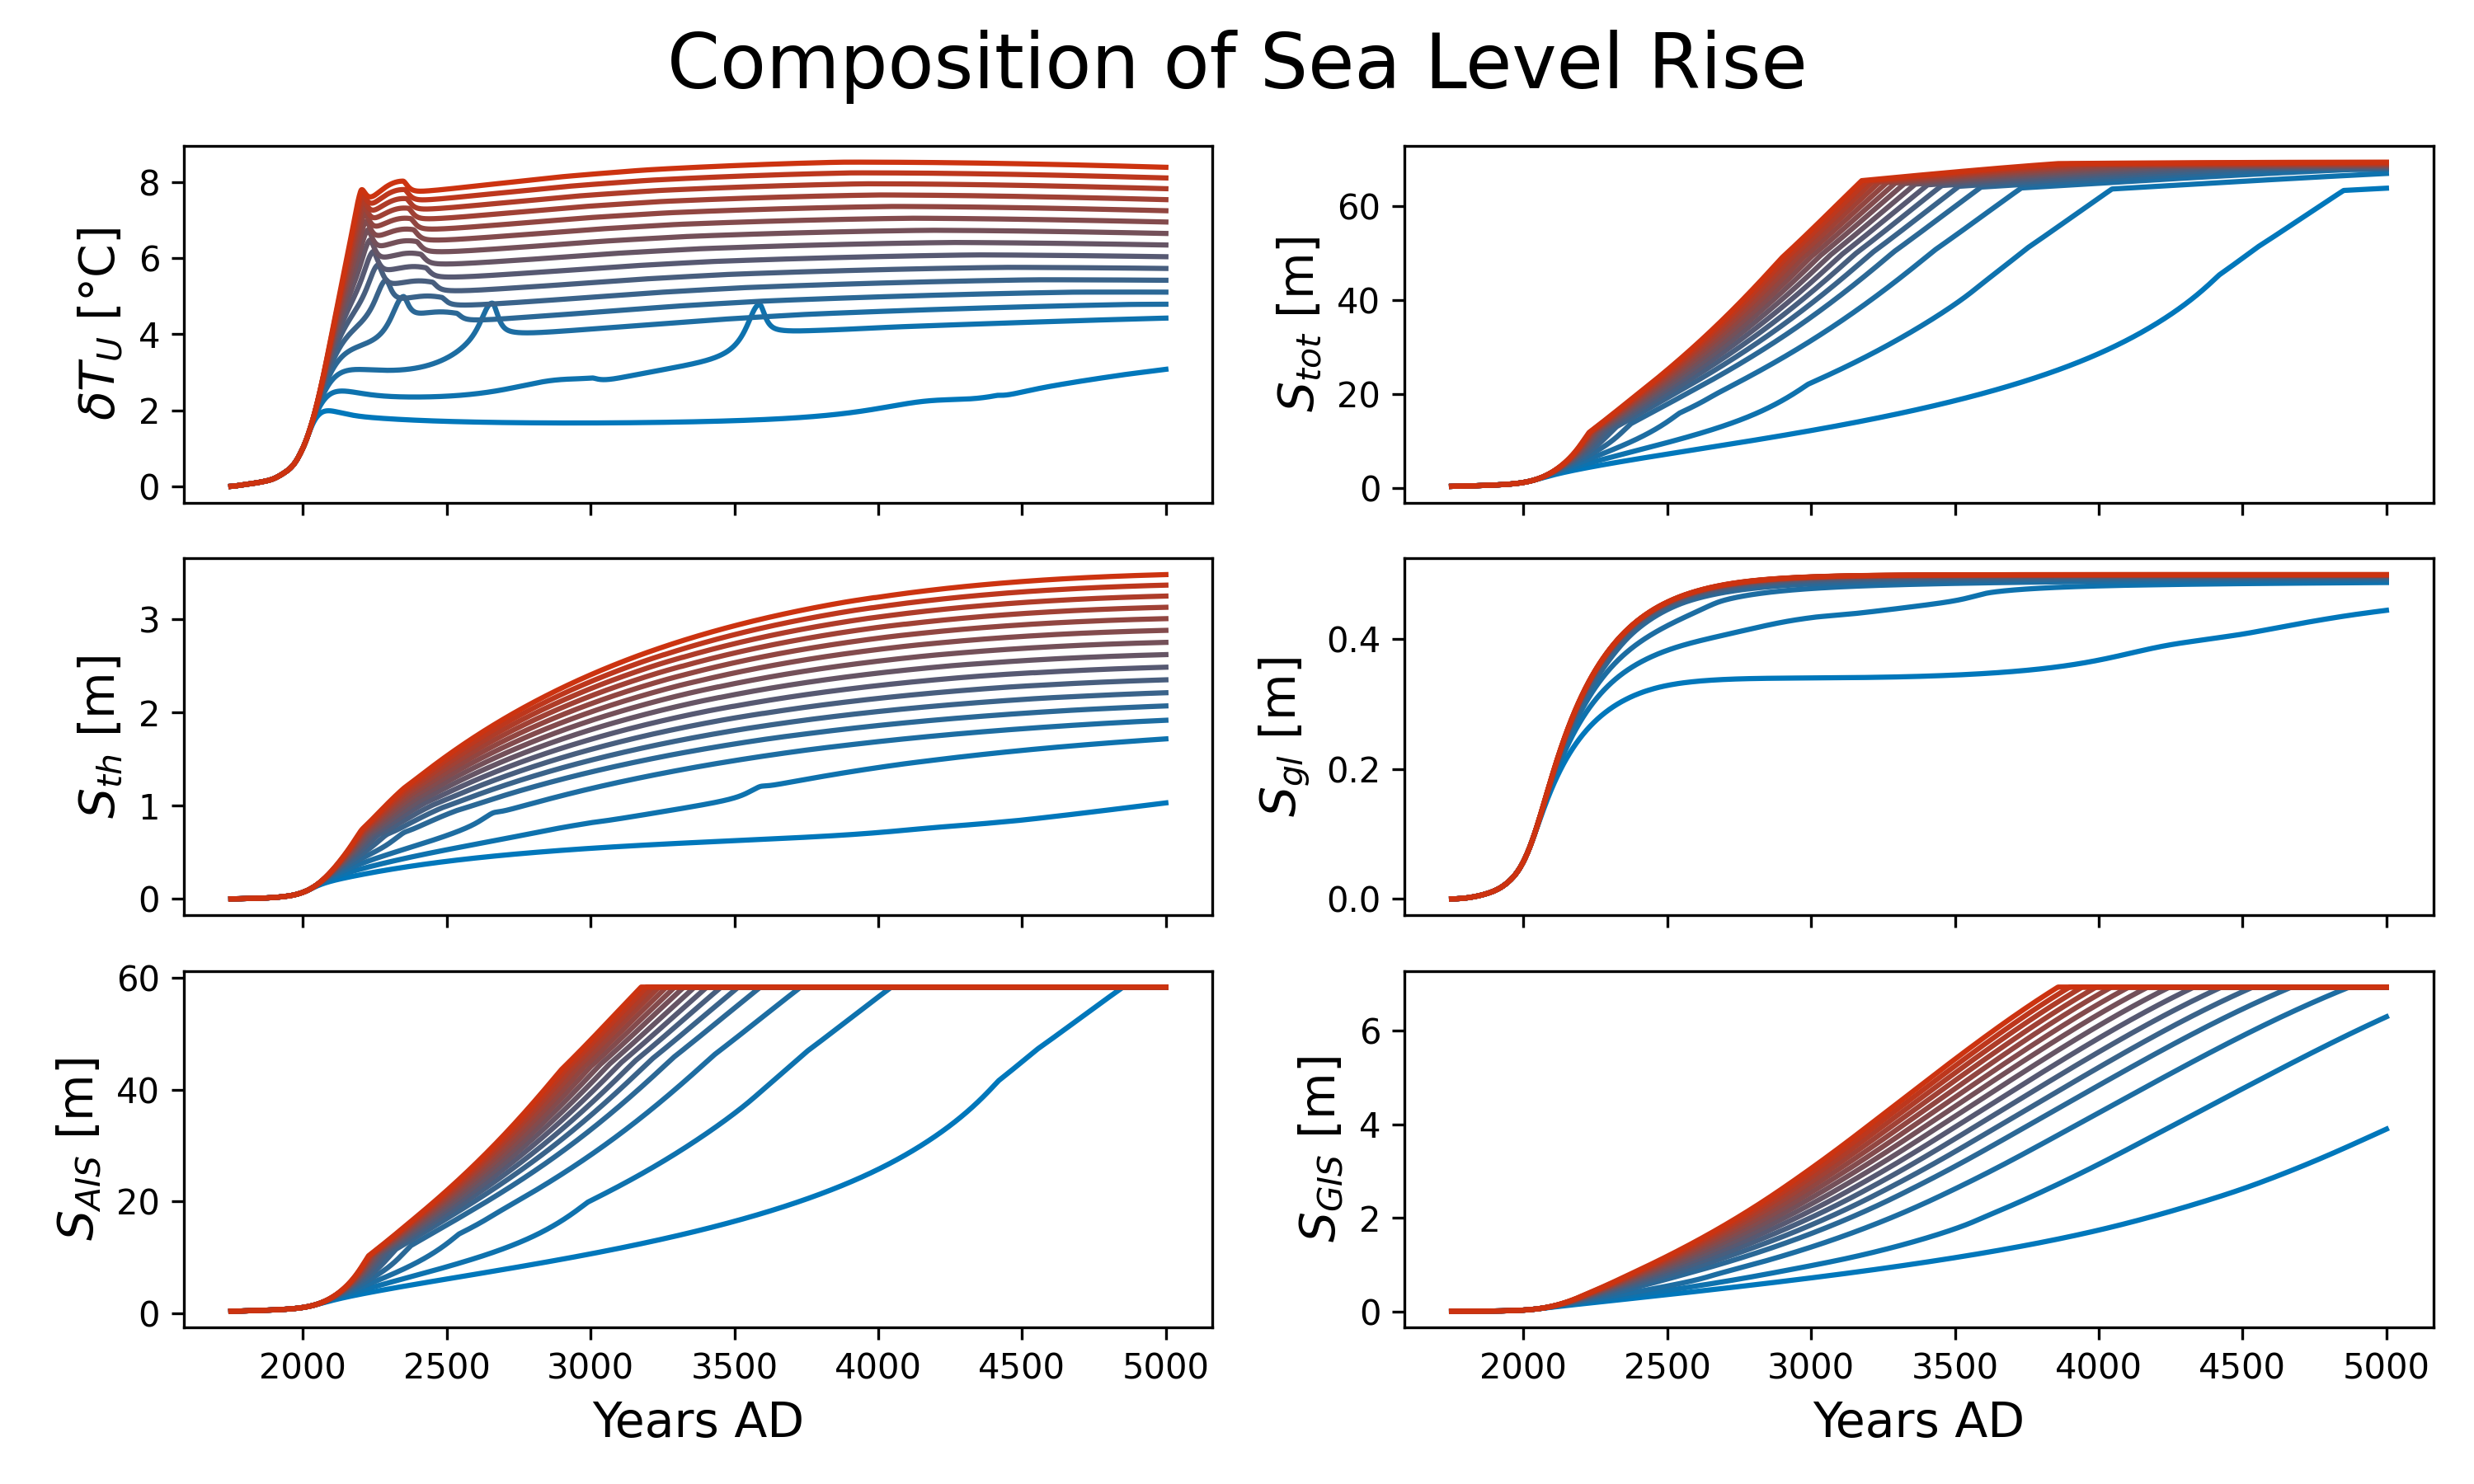 Composition of Sea Level Rise
δT_U [°C]
8
6
4
2
0
S_tot [m]
60
40
20
0
S_th [m]
3
2
1
0
S_gl [m]
0.4
0.2
0.0
S_AIS [m]
60
40
20
0
2000 2500 3000 3500 4000 4500 5000
Years AD
S_GIS [m]
6
4
2
0
2000 2500 3000 3500 4000 4500 5000
Years AD